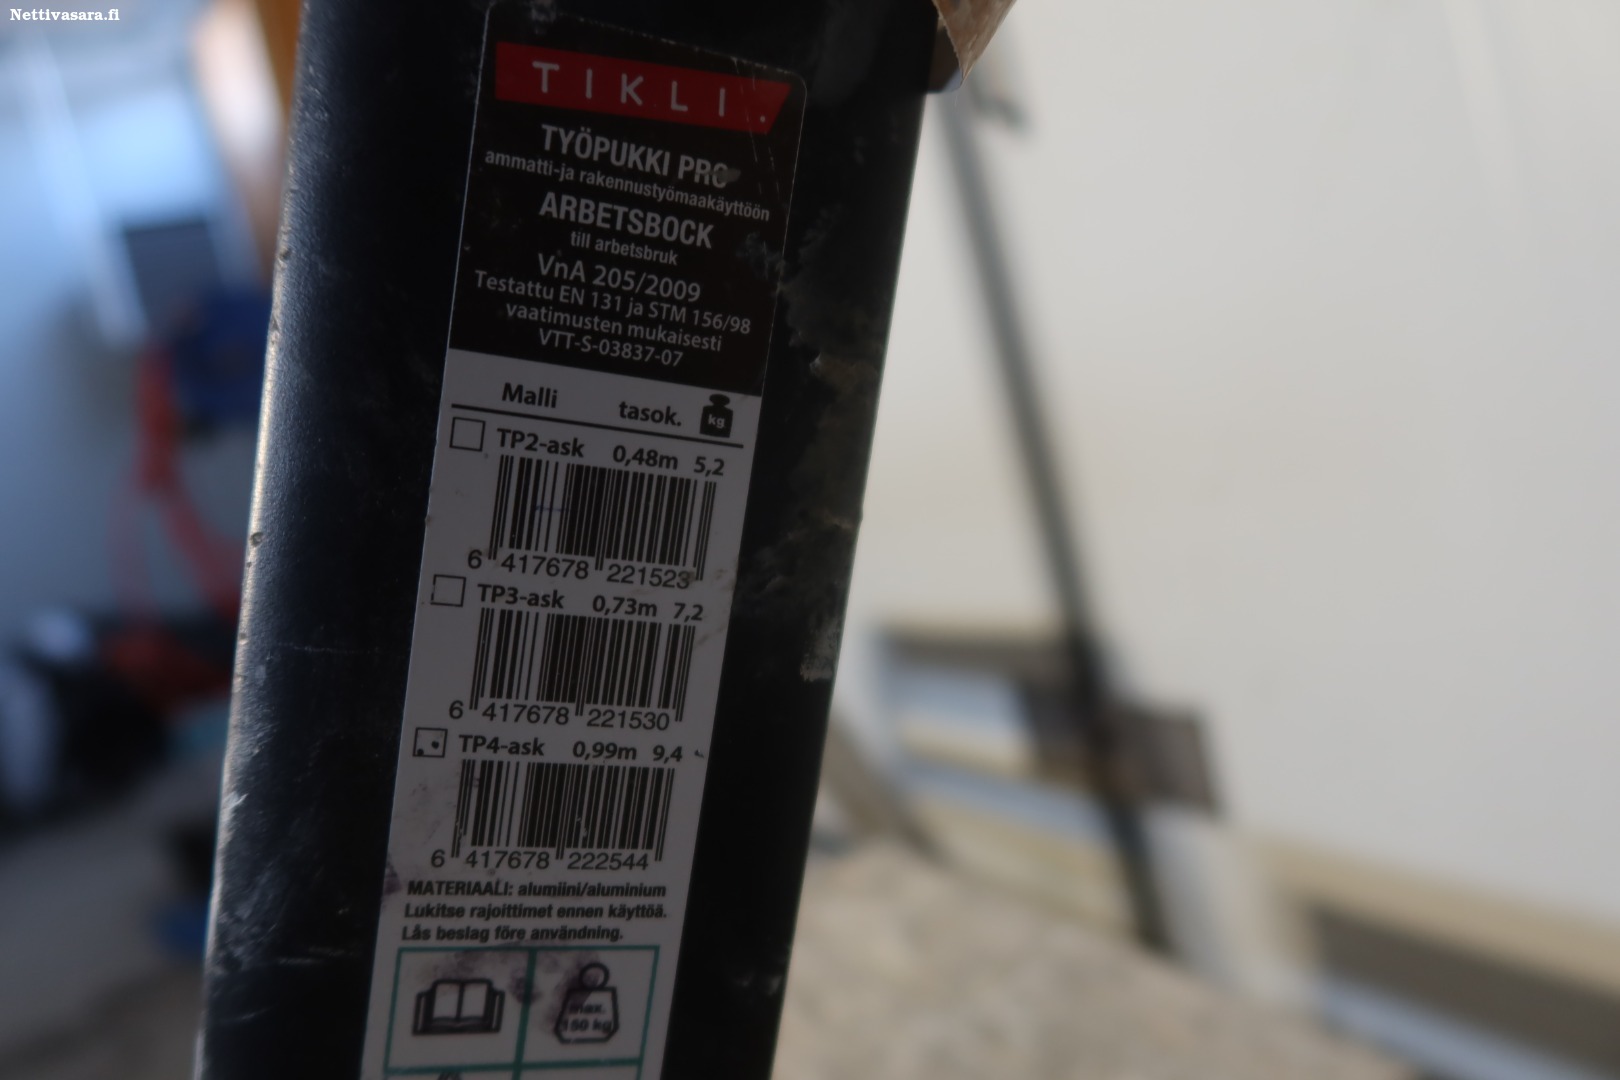 Nettivasara.fi
TIKLI.
TYÖPUKKI PRO
ammatti-ja rakennustyömaakäyttöön
ARBETSBOCK
till arbetsbruk
VnA 205/2009
Testattu EN 131 ja STM 156/98
vaatimusten mukaisesti
VTT-S-03837-07
Malli tasok. kg
TP2-ask 0,48m 5,2
6 417678 221523
TP3-ask 0,73m 7,2
6 417678 221530
TP4-ask 0,99m 9,4
6 417678 222544
MATERIAALI: alumiini/aluminium
Lukitse rajoittimet ennen käyttöä.
Lås beslag före användning.
max.
150 kg